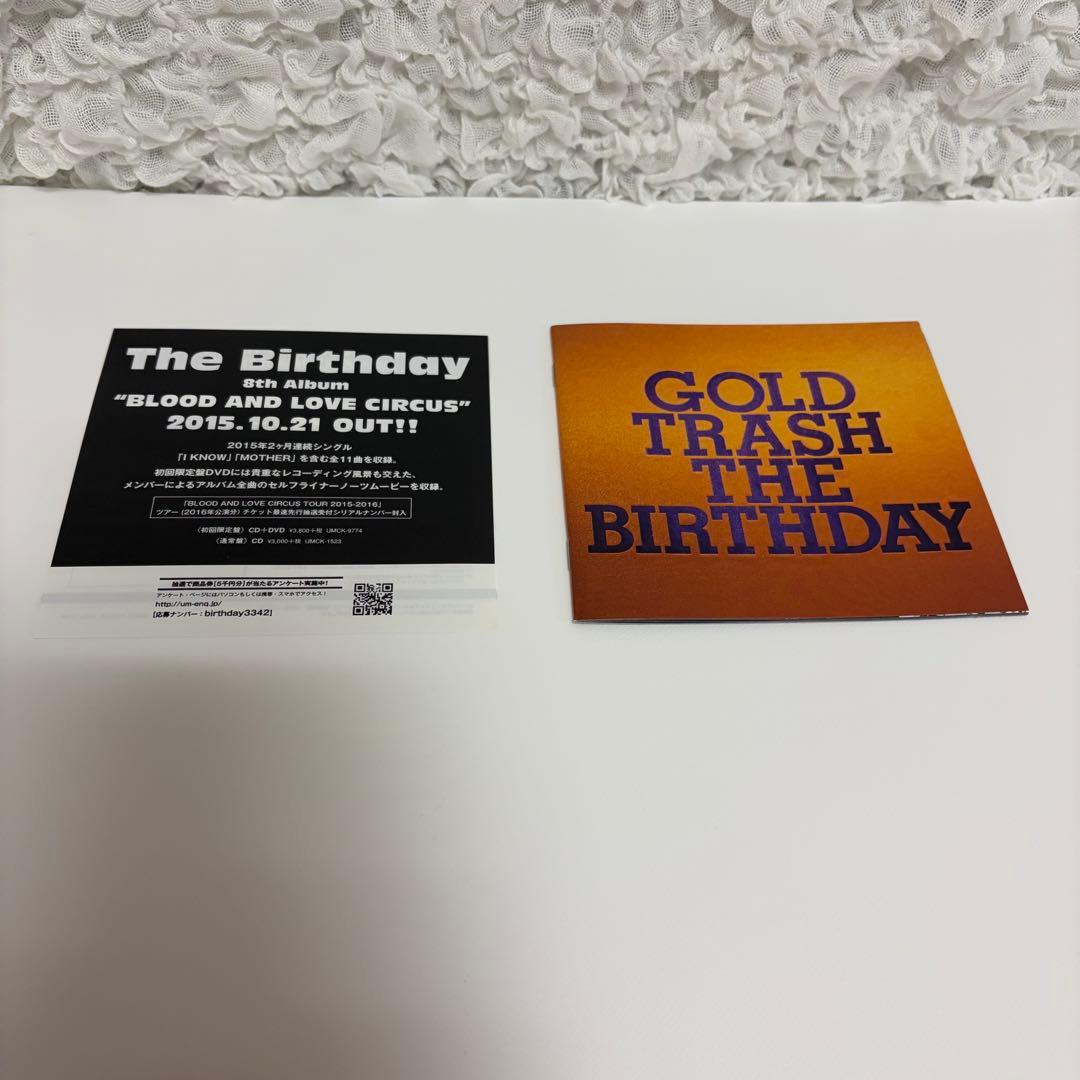 The Birthday
8th Album
“BLOOD AND LOVE CIRCUS”
2015.10.21 OUT!!
2015年2ヶ月連続シングル
「I KNOW」「MOTHER」を含む全11曲を収録。
初回限定盤DVDには貴重なレコーディング風景も交えた、
メンバーによるアルバム全曲のセルフライナーノーツムービーを収録。
「BLOOD AND LOVE CIRCUS TOUR 2015-2016」
ツアー(2016年公演分)チケット最速先行抽選受付シリアルナンバー封入
〈初回限定盤〉CD+DVD ¥3,800+税 UMCK-9774
〈通常盤〉CD ¥3,000+税 UMCK-1523
抽選で商品券[5千円分]が当たるアンケート実施中!
アンケート・ページにはパソコンもしくは携帯・スマホでアクセス!
http://um-enq.jp/
[応募ナンバー:birthday3342]
GOLD
TRASH
THE
BIRTHDAY